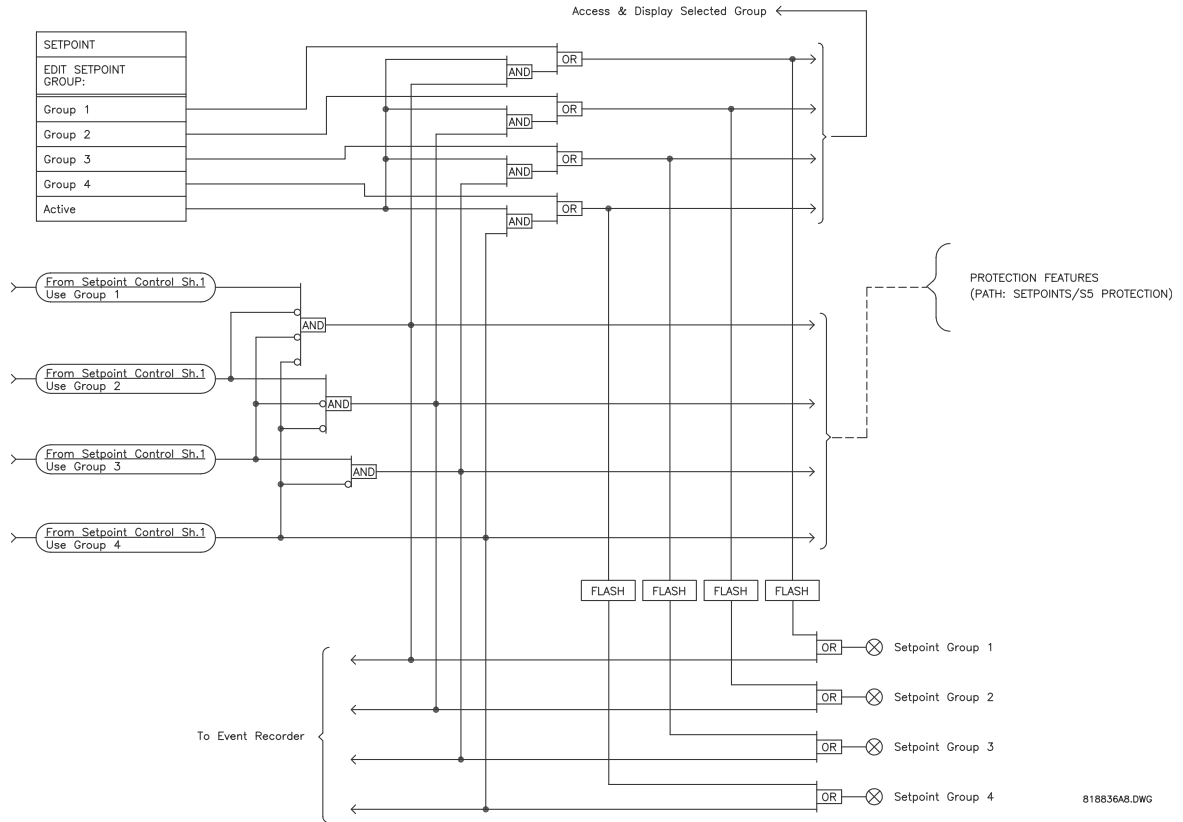 Access & Display Selected Group
SETPOINT
EDIT SETPOINT
GROUP:
Group 1
Group 2
Group 3
Group 4
Active
OR
AND
OR
AND
OR
AND
OR
AND
From Setpoint Control Sh.1
Use Group 1
AND
From Setpoint Control Sh.1
Use Group 2
AND
From Setpoint Control Sh.1
Use Group 3
AND
From Setpoint Control Sh.1
Use Group 4
PROTECTION FEATURES
(PATH: SETPOINTS/S5 PROTECTION)
FLASH
FLASH
FLASH
FLASH
OR
Setpoint Group 1
OR
Setpoint Group 2
To Event Recorder
OR
Setpoint Group 3
OR
Setpoint Group 4
818836A8.DWG